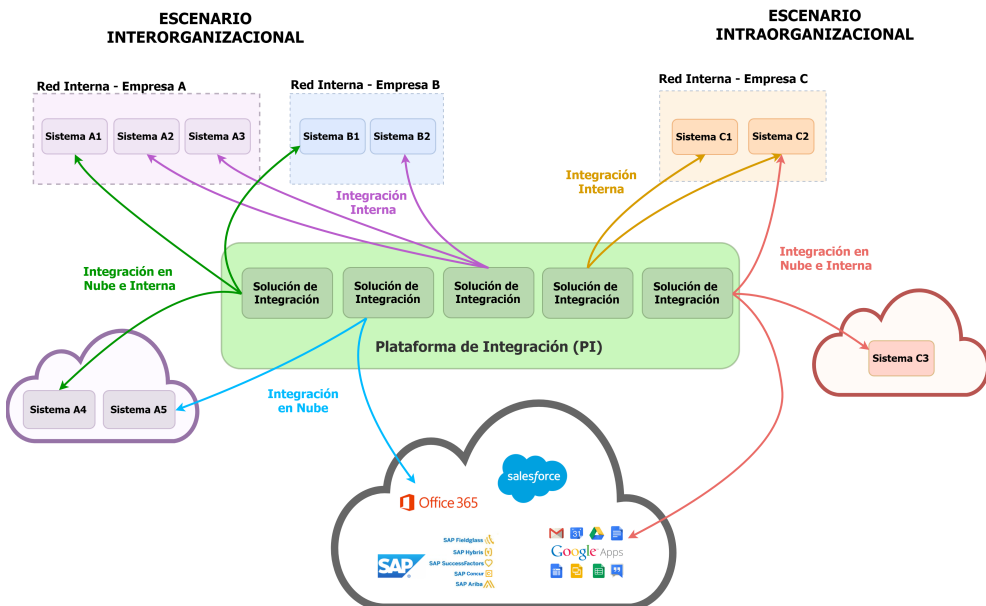 ESCENARIO
INTERORGANIZACIONAL
ESCENARIO
INTRAORGANIZACIONAL
Red Interna - Empresa A
Red Interna - Empresa B
Red Interna - Empresa C
Sistema A1
Sistema A2
Sistema A3
Sistema B1
Sistema B2
Sistema C1
Sistema C2
Integración
Interna
Integración
Interna
Integración en
Nube e Interna
Integración en
Nube e Interna
Solución de
Integración
Solución de
Integración
Solución de
Integración
Solución de
Integración
Solución de
Integración
Plataforma de Integración (PI)
Sistema C3
Sistema A4
Sistema A5
Integración
en Nube
salesforce
Office 365
SAP
SAP Fieldglass
SAP Hybris
SAP SuccessFactors
SAP Concur
SAP Ariba
31
Google Apps